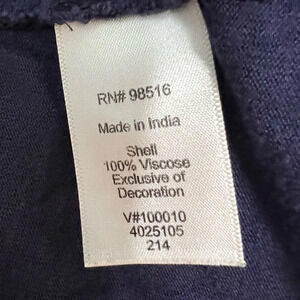 RN# 98516
Made in India
Shell
100% Viscose
Exclusive of
Decoration
V#100010
4025105
214